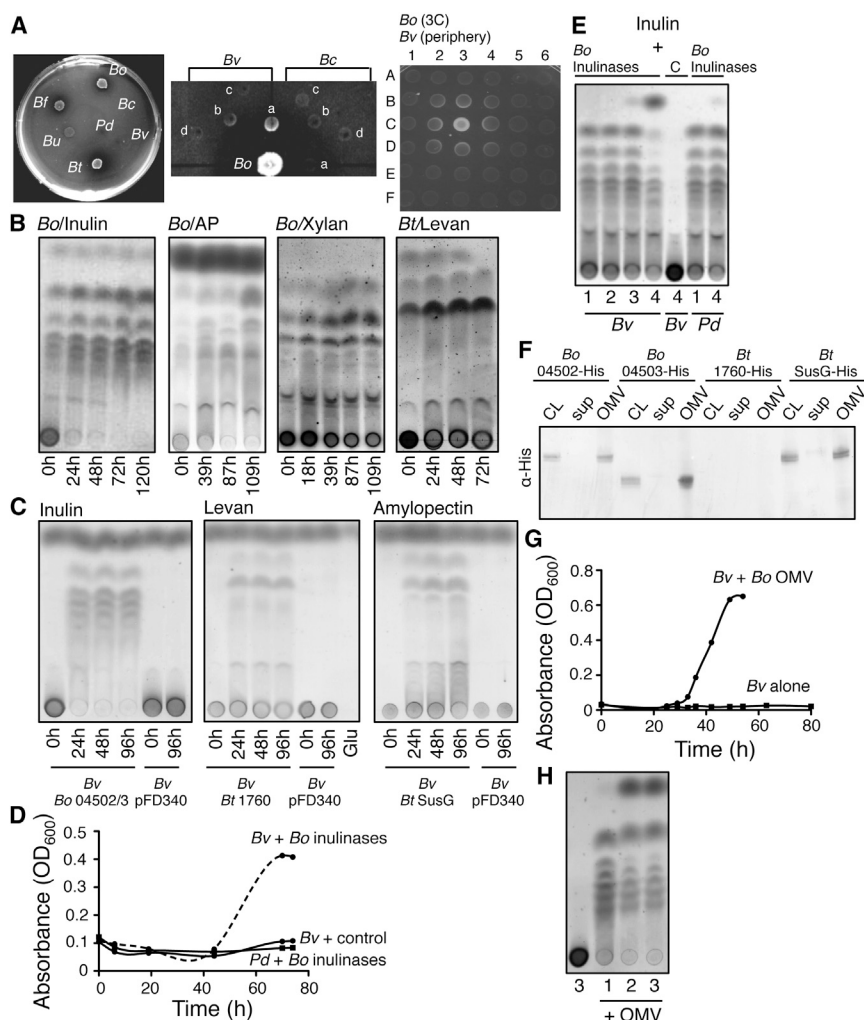 A
Bo
Bf
Bc
Pd
Bv
Bu
Bt
Bv
Bc
c
c
b
a
b
d
d
Bo
a
Bo (3C)
Bv (periphery)
1 2 3 4 5 6
A
B
C
D
E
F
E
Inulin
Bo Inulinases + C Bo Inulinases
1 2 3 4 4 1 4
Bv Bv Pd
B
Bo/Inulin Bo/AP Bo/Xylan Bt/Levan
0h 24h 48h 72h 120h
0h 39h 87h 109h
0h 18h 39h 87h 109h
0h 24h 48h 72h
F
Bo 04502-His
Bo 04503-His
Bt 1760-His
Bt SusG-His
CL sup OMV CL sup OMV CL sup OMV CL sup OMV
α-His
C
Inulin Levan Amylopectin
0h 24h 48h 96h 0h 96h
0h 24h 48h 96h 0h 96h Glu
0h 24h 48h 96h 0h 96h
Bv Bv Bv Bv Bv Bv
Bo 04502/3 pFD340 Bt 1760 pFD340 Bt SusG pFD340
G
Absorbance (OD600)
0.8
0.6
0.4
0.2
0
Bv + Bo OMV
Bv alone
0 20 40 60 80
Time (h)
D
Absorbance (OD600)
0.5
0.4
0.3
0.2
0.1
0
Bv + Bo inulinases
Bv + control
Pd + Bo inulinases
0 20 40 60 80
Time (h)
H
3 1 2 3
+ OMV